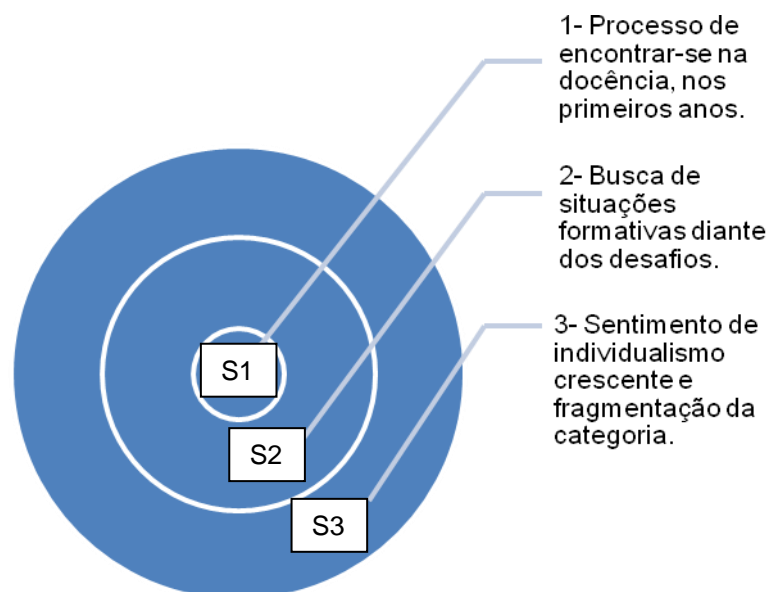 1- Processo de
encontrar-se na
docência, nos
primeiros anos.
2- Busca de
situações
formativas diante
dos desafios.
3- Sentimento de
individualismo
crescente e
fragmentação da
categoria.
S1
S2
S3